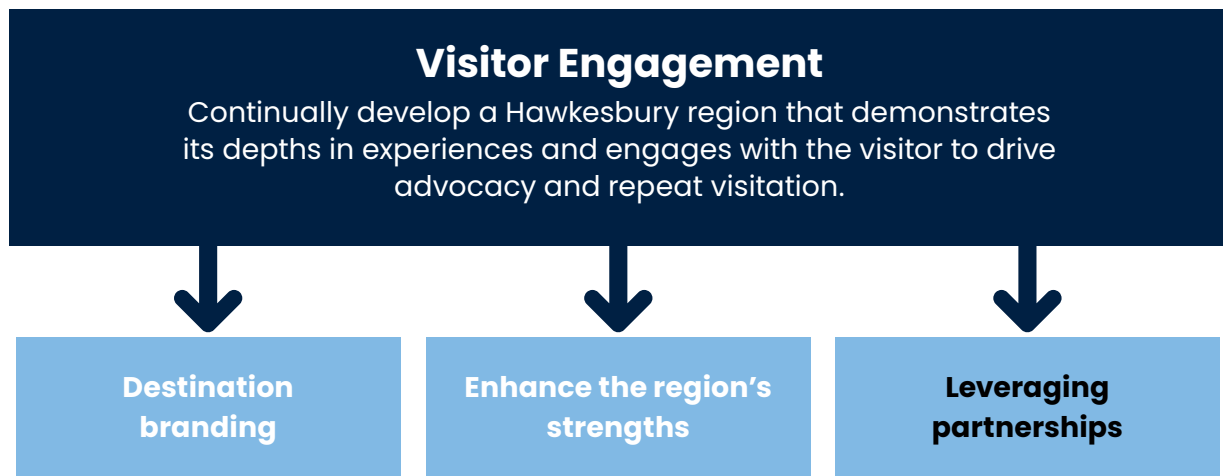 Visitor Engagement
Continually develop a Hawkesbury region that demonstrates
its depths in experiences and engages with the visitor to drive
advocacy and repeat visitation.
Destination
branding
Enhance the region’s
strengths
Leveraging
partnerships